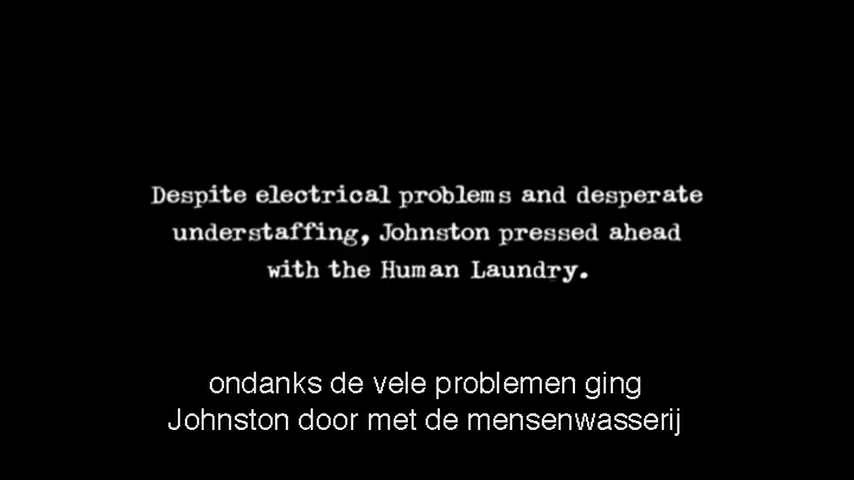 Despite electrical problems and desperate
understaffing, Johnston pressed ahead
with the Human Laundry.
ondanks de vele problemen ging
Johnston door met de mensenwasserij